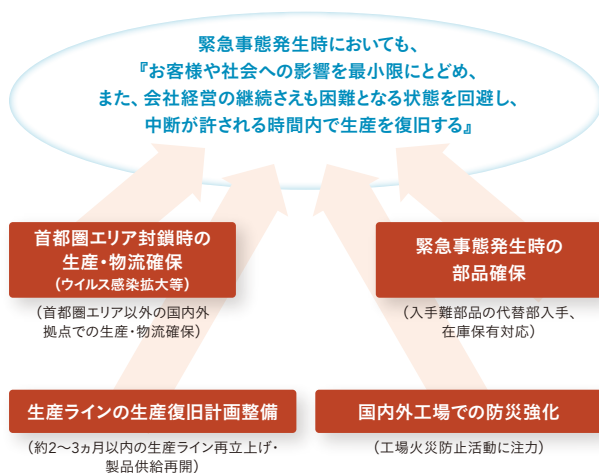 緊急事態発生時においても、
『お客様や社会への影響を最小限にとどめ、
また、会社経営の継続さえも困難となる状態を回避し、
中断が許される時間内で生産を復旧する』
首都圏エリア封鎖時の
生産・物流確保
（ウイルス感染拡大等）
（首都圏エリア以外の国内外
拠点での生産・物流確保）
緊急事態発生時の
部品確保
（入手難部品の代替部入手、
在庫保有対応）
生産ラインの生産復旧計画整備
（約2〜3ヵ月以内の生産ライン再立上げ・
製品供給再開）
国内外工場での防災強化
（工場火災防止活動に注力）